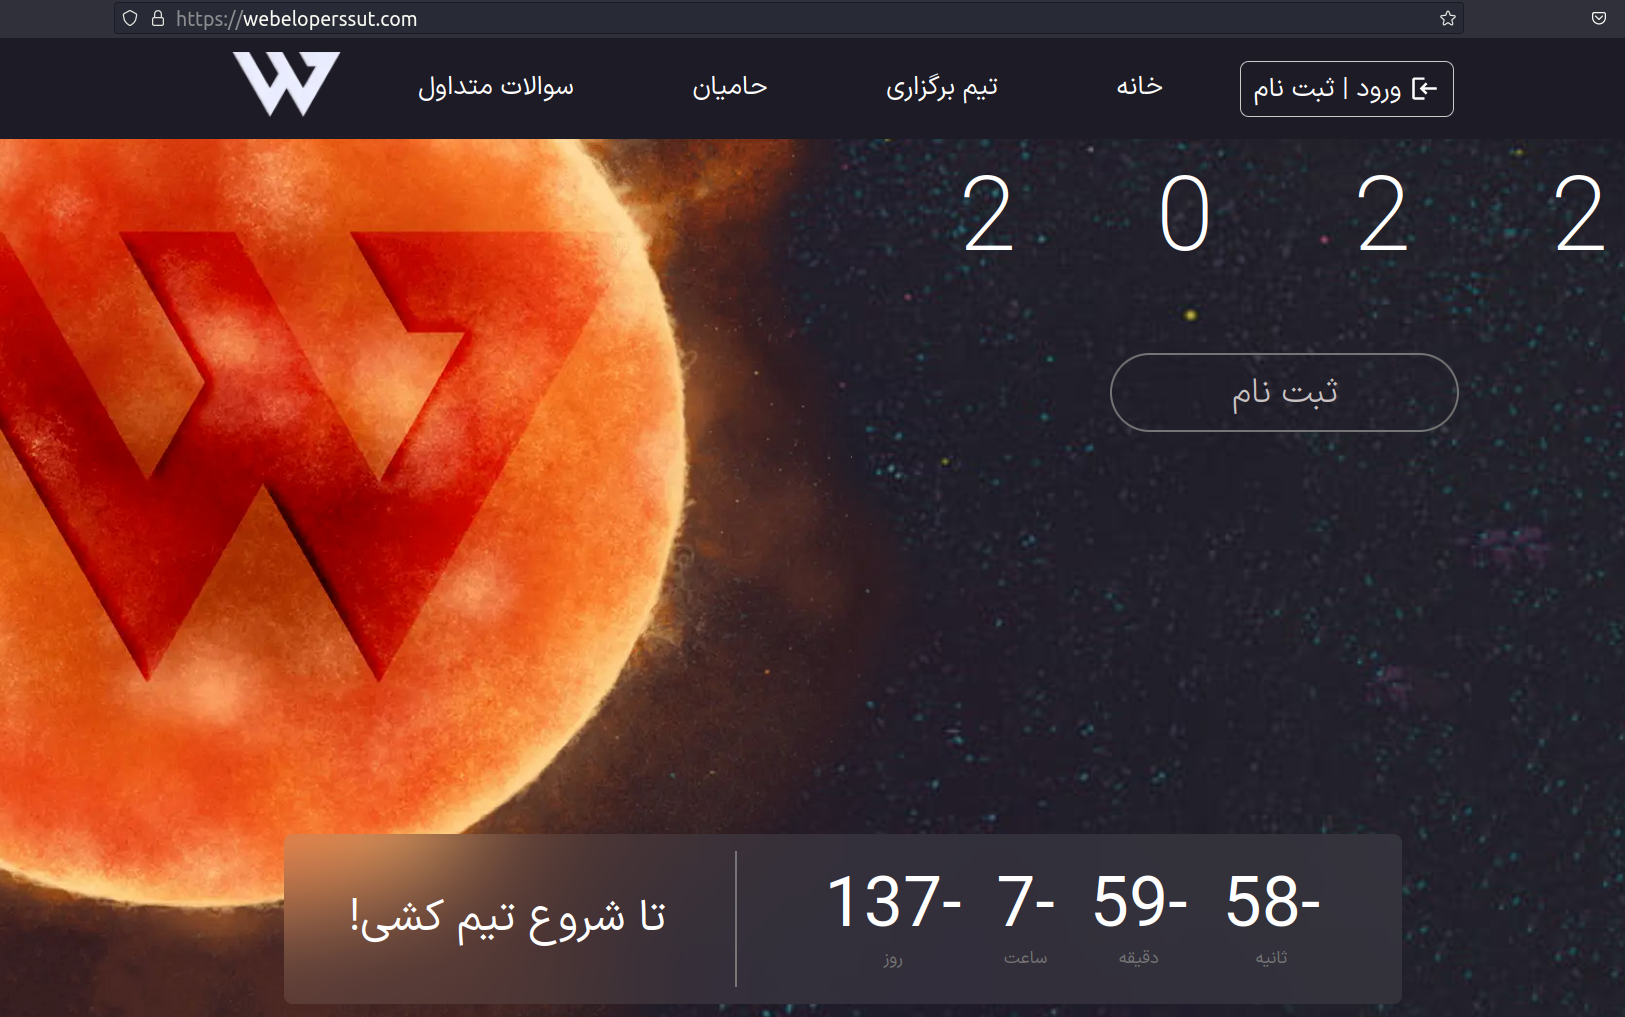 https://webeloperssut.com
ورود | ثبت نام
خانه
تیم برگزاری
حامیان
سوالات متداول
W
2 0 2 2
ثبت نام
W
تا شروع تیم کشی!
137- 7- 59- 58-
روز ساعت دقیقه ثانیه